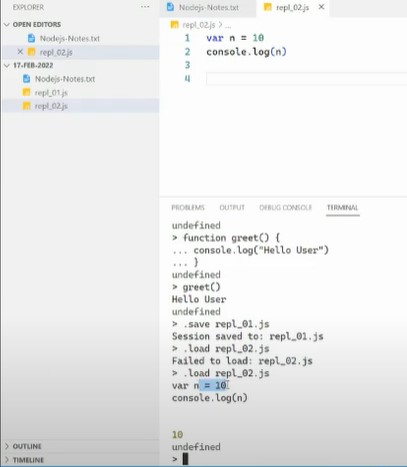 EXPLORER
OPEN EDITORS
Nodejs-Notes.txt
repl_02.js
17-FEB-2022
Nodejs-Notes.txt
repl_01.js
repl_02.js
OUTLINE
TIMELINE
Nodejs-Notes.txt
repl_02.js
repl_02.js > ...
1 var n = 10
2 console.log(n)
3
4
PROBLEMS OUTPUT DEBUG CONSOLE TERMINAL
undefined
> function greet() {
... console.log("Hello User")
... }
undefined
> greet()
Hello User
undefined
> .save repl_01.js
Session saved to: repl_01.js
> .load repl_02.js
Failed to load: repl_02.js
> .load repl_02.js
var n = 10
console.log(n)
10
undefined
>